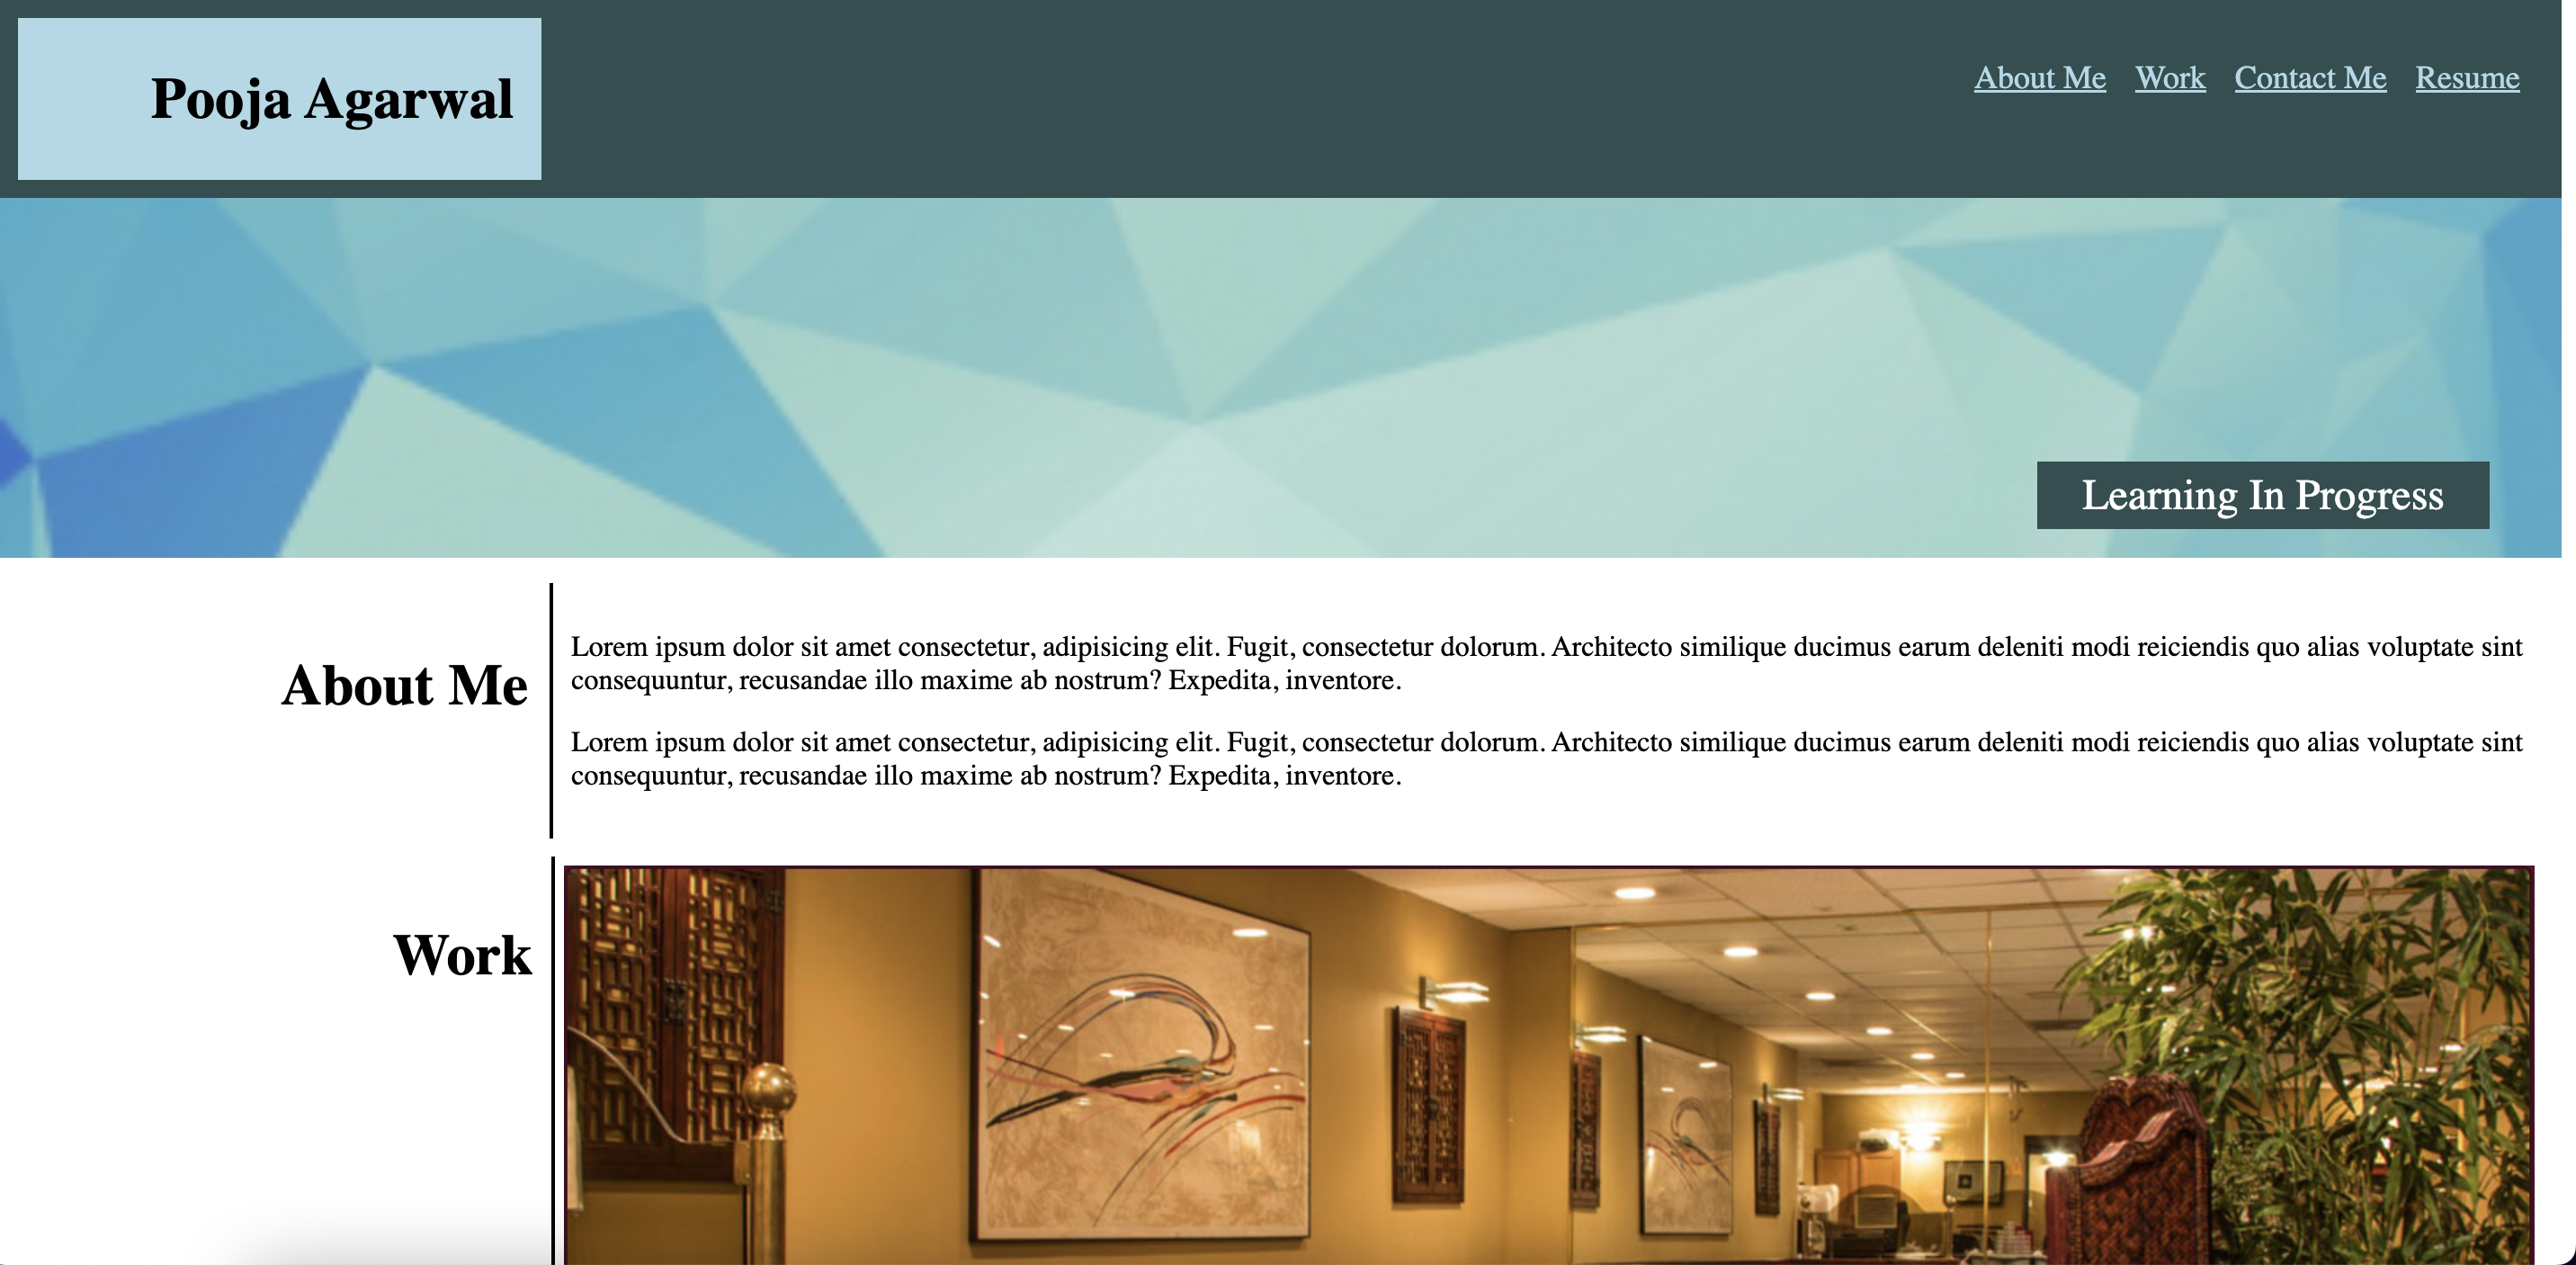 Pooja Agarwal
About Me Work Contact Me Resume
Learning In Progress
About Me
Lorem ipsum dolor sit amet consectetur, adipisicing elit. Fugit, consectetur dolorum. Architecto similique ducimus earum deleniti modi reiciendis quo alias voluptate sint
consequuntur, recusandae illo maxime ab nostrum? Expedita, inventore.
Lorem ipsum dolor sit amet consectetur, adipisicing elit. Fugit, consectetur dolorum. Architecto similique ducimus earum deleniti modi reiciendis quo alias voluptate sint
consequuntur, recusandae illo maxime ab nostrum? Expedita, inventore.
Work